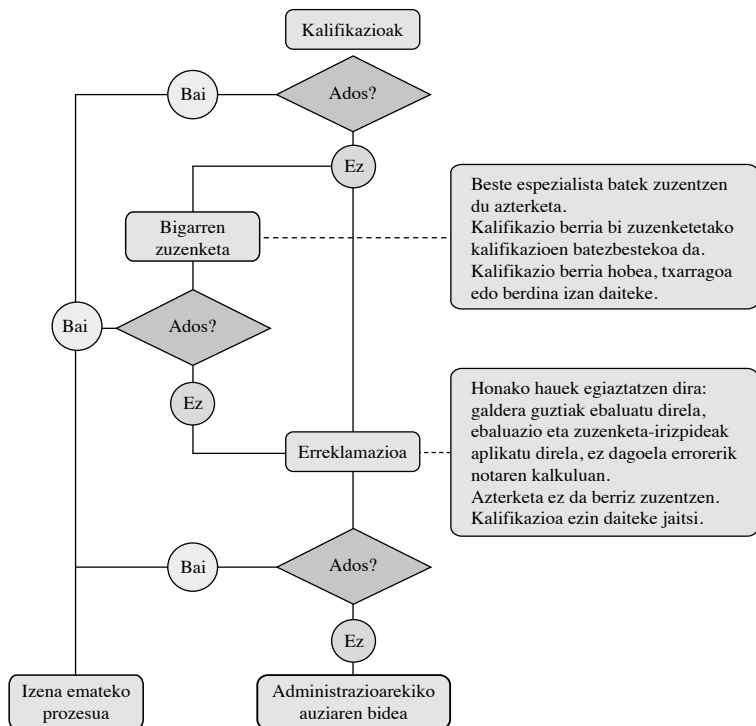 Kalifikazioak
Ados?
Bai
Ez
Bigarren
zuzenketa
Beste espezialista batek zuzentzen
du azterketa.
Kalifikazio berria bi zuzenketetako
kalifikazioen batezbestekoa da.
Kalifikazio berria hobea, txarragoa
edo berdina izan daiteke.
Bai
Ados?
Ez
Erreklamazioa
Honako hauek egiaztatzen dira:
galdera guztiak ebaluatu direla,
ebaluazio eta zuzenketa-irizpideak
aplikatu direla, ez dagoela errorerik
notaren kalkuluan.
Azterketa ez da berriz zuzentzen.
Kalifikazioa ezin daiteke jaitsi.
Bai
Ados?
Ez
Izena emateko
prozesua
Administrazioarekiko
auziaren bidea